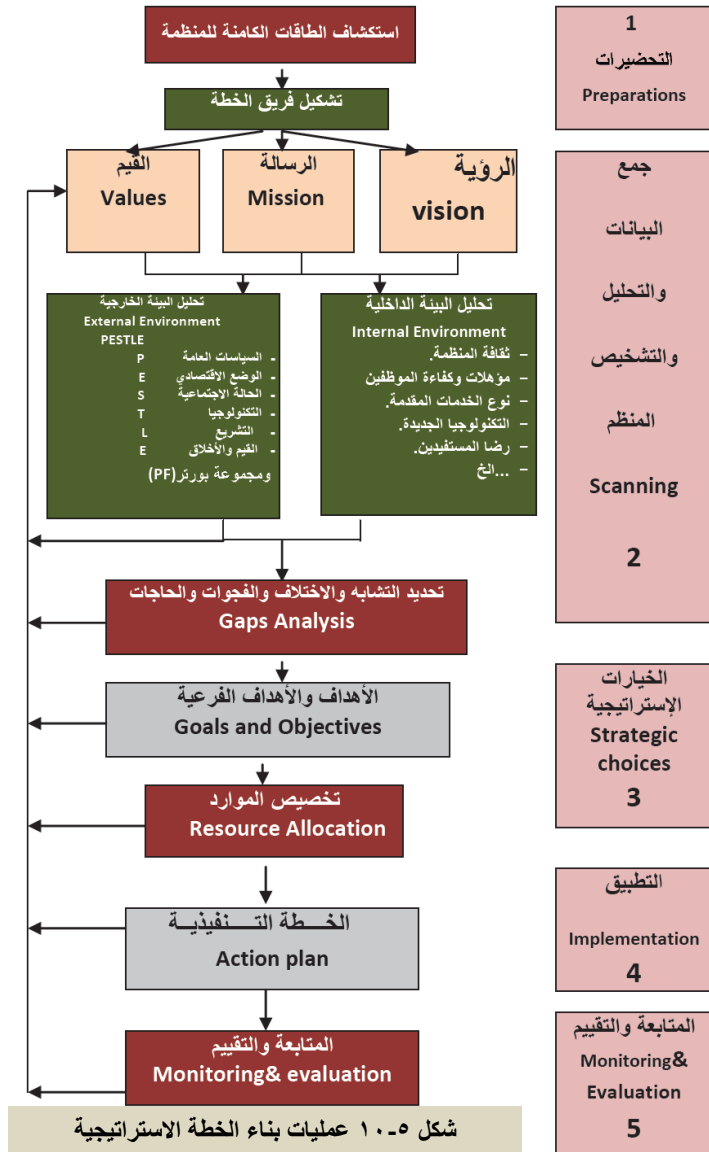 استكشاف الطاقات الكامنة للمنظمة
تشكيل فريق الخطة
الرؤية
vision
الرسالة
Mission
القيم
Values
تحليل البيئة الداخلية
Internal Environment
– ثقافة المنظمة.
– مؤهلات وكفاءة الموظفين
– نوع الخدمات المقدمة.
– التكنولوجيا الجديدة.
– رضا المستفيدين.
– ...الخ
تحليل البيئة الخارجية
External Environment
PESTLE
- السياسات العامة P
- الوضع الاقتصادي E
- الحالة الاجتماعية S
- التكنولوجيا T
- التشريع L
- القيم والأخلاق E
ومجموعة بورتر(PF)
تحديد التشابه والاختلاف والفجوات والحاجات
Gaps Analysis
الأهداف والأهداف الفرعية
Goals and Objectives
تخصيص الموارد
Resource Allocation
الخـــطة التـــنفيذيــة
Action plan
المتابعة والتقييم
Monitoring& evaluation
شكل ٥-١٠ عمليات بناء الخطة الاستراتيجية
1
التحضيرات
Preparations
جمع
البيانات
والتحليل
والتشخيص
المنظم
Scanning
2
الخيارات
الإستراتيجية
Strategic
choices
3
التطبيق
Implementation
4
المتابعة والتقييم
Monitoring&
Evaluation
5